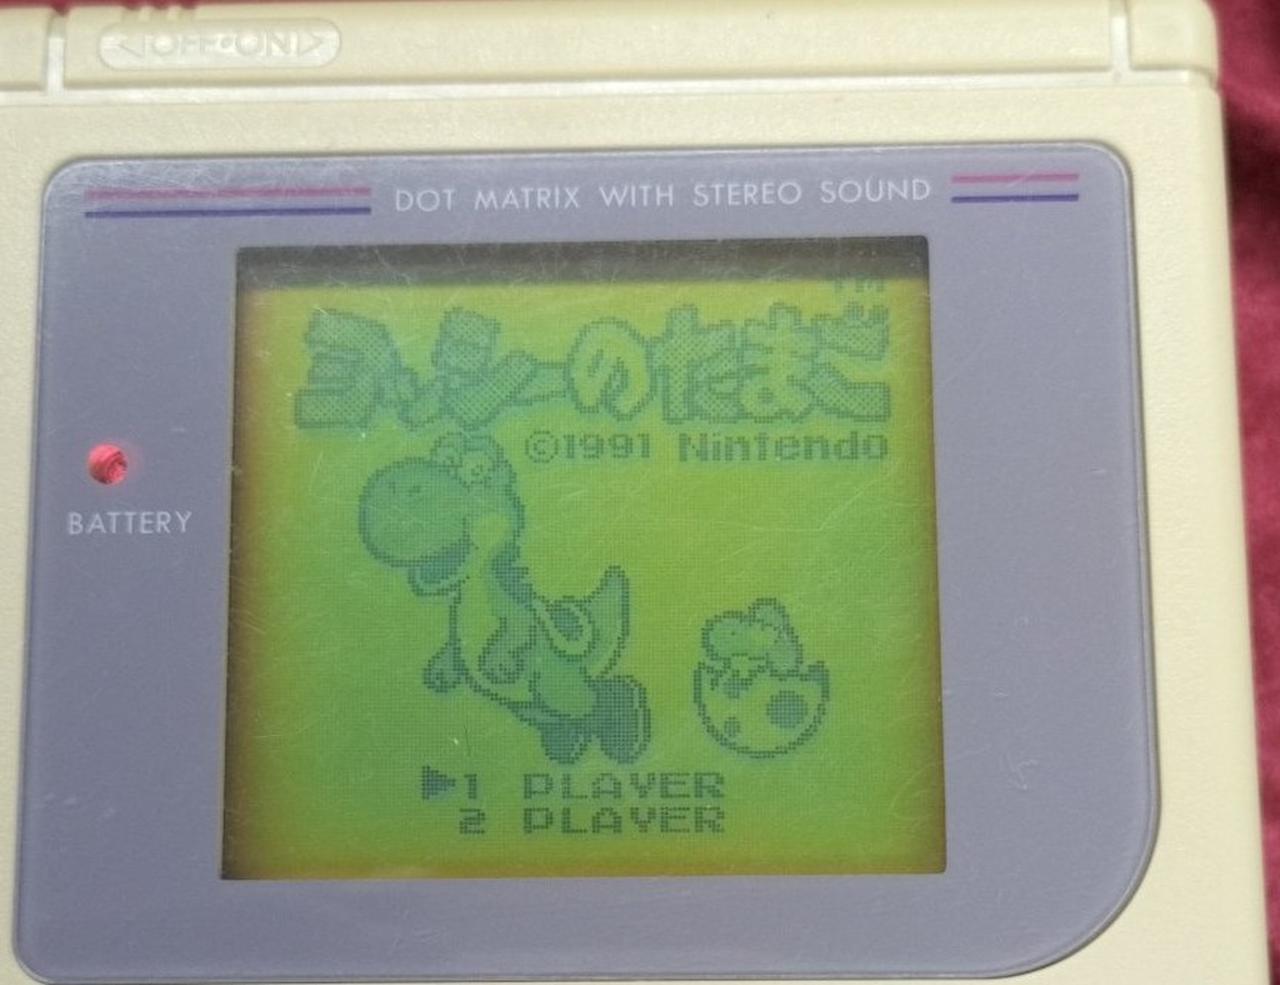 OFF•ON
DOT MATRIX WITH STEREO SOUND
TM
ヨッシーのたまご
©1991 Nintendo
BATTERY
▶1 PLAYER
2 PLAYER